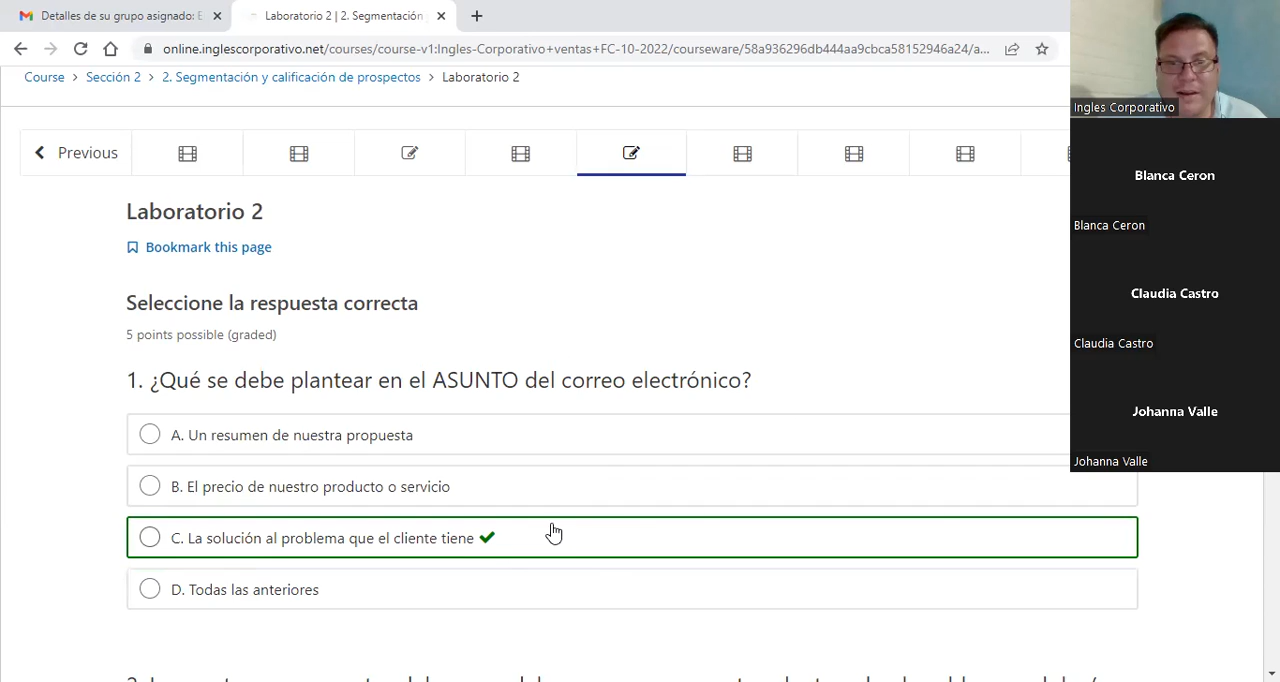 Detalles de su grupo asignado: E
Laboratorio 2 | 2. Segmentación
online.inglescorporativo.net/courses/course-v1:Ingles-Corporativo+ventas+FC-10-2022/courseware/58a936296db444aa9cbca58152946a24/a...
Course > Sección 2 > 2. Segmentación y calificación de prospectos > Laboratorio 2
Previous
Laboratorio 2
Bookmark this page
Seleccione la respuesta correcta
5 points possible (graded)
1. ¿Qué se debe plantear en el ASUNTO del correo electrónico?
A. Un resumen de nuestra propuesta
B. El precio de nuestro producto o servicio
C. La solución al problema que el cliente tiene
D. Todas las anteriores
Ingles Corporativo
Blanca Ceron
Blanca Ceron
Claudia Castro
Claudia Castro
Johanna Valle
Johanna Valle